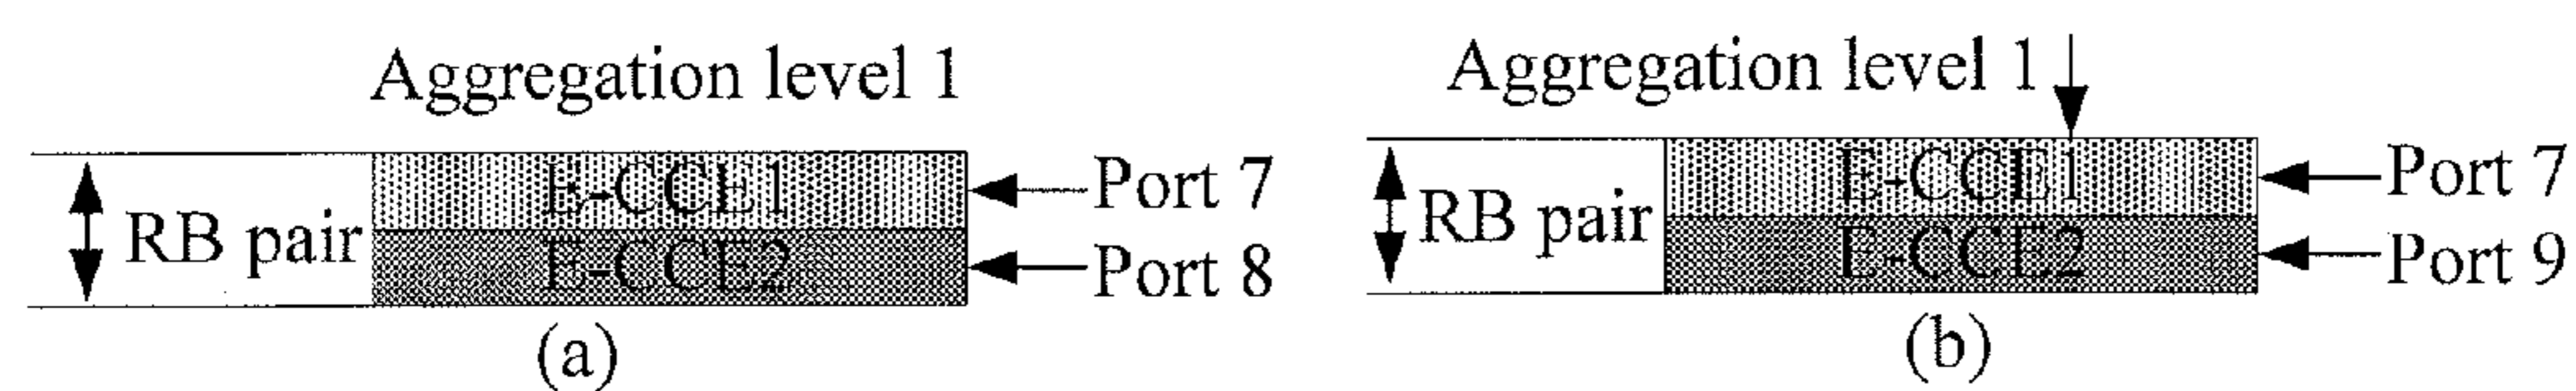 Aggregation level 1
E-CCE1
Port 7
RB pair
E-CCE2
Port 8
(a)
Aggregation level 1
E-CCE1
Port 7
RB pair
E-CCE2
Port 9
(b)